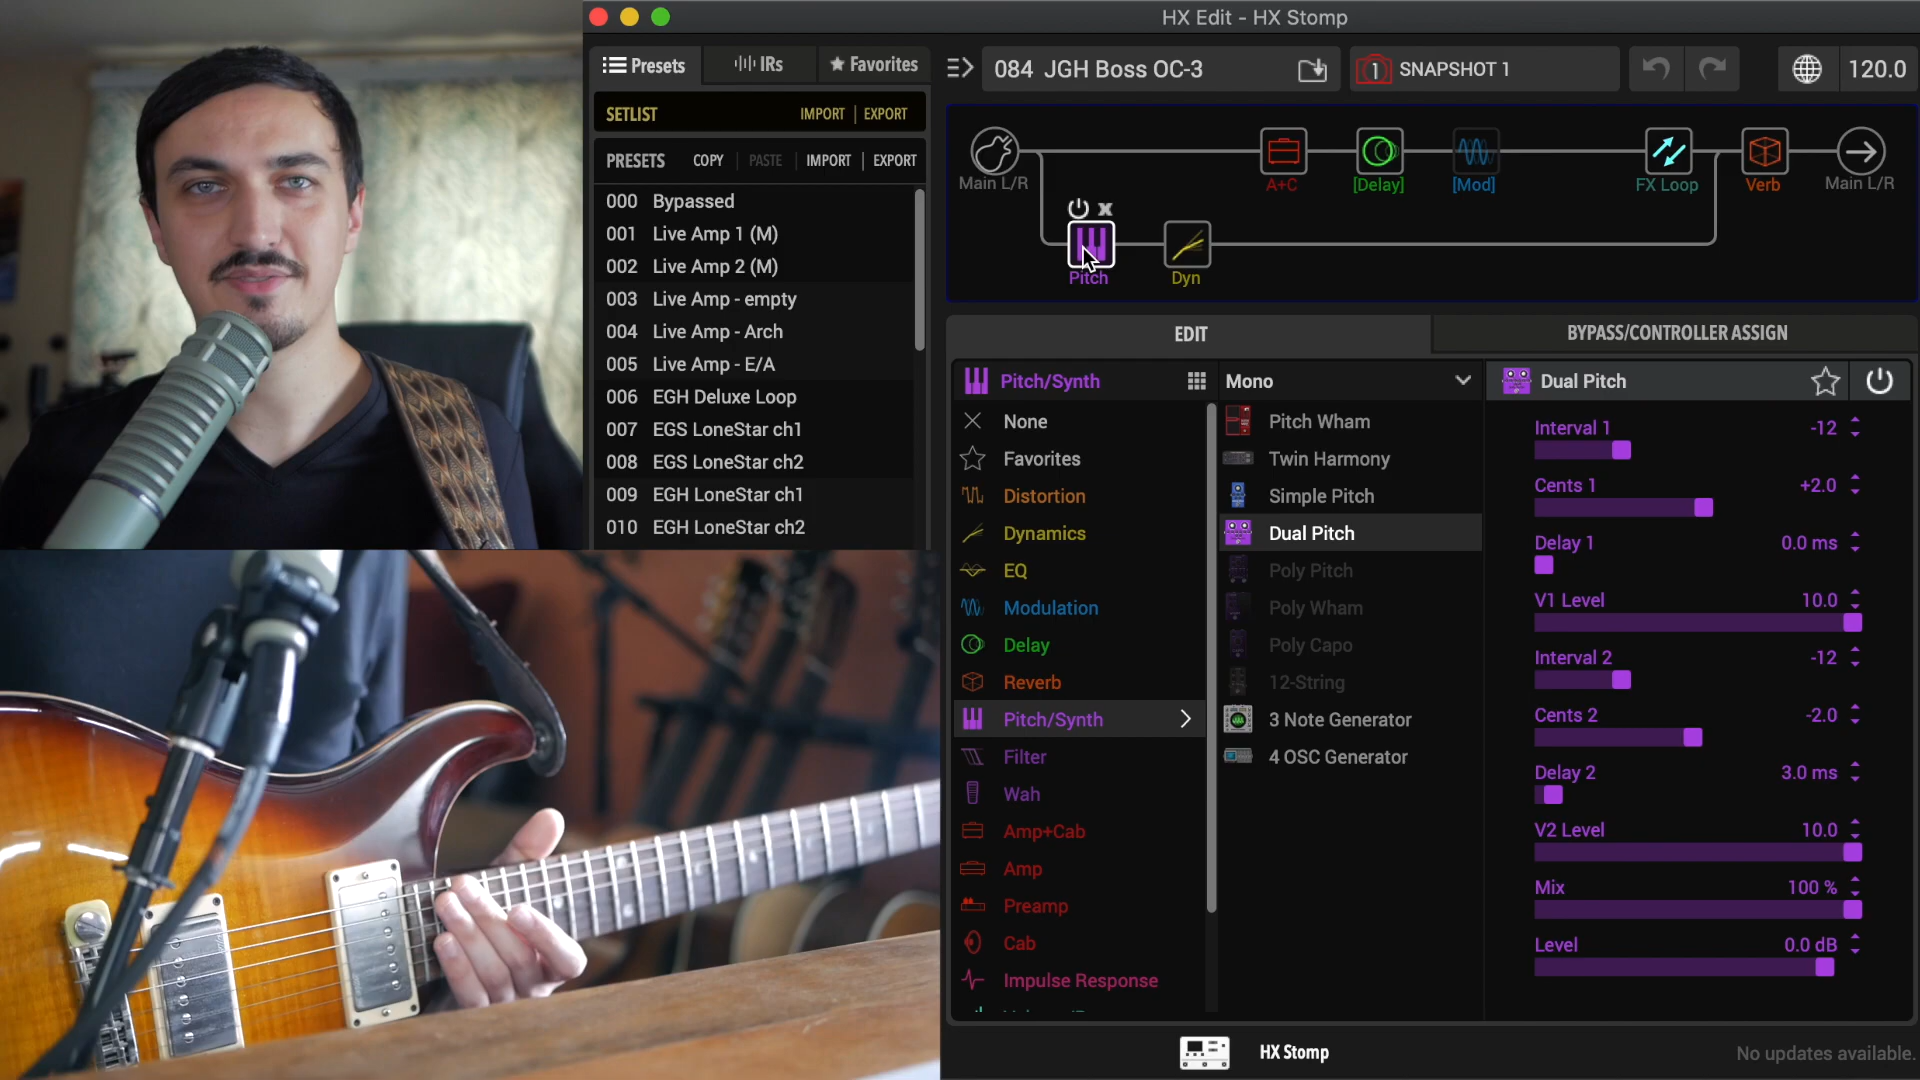 HX Edit - HX Stomp
Presets
IRs
Favorites
084 JGH Boss OC-3
1
SNAPSHOT 1
120.0
SETLIST
IMPORT
EXPORT
PRESETS
COPY
PASTE
IMPORT
EXPORT
000 Bypassed
001 Live Amp 1 (M)
002 Live Amp 2 (M)
003 Live Amp - empty
004 Live Amp - Arch
005 Live Amp - E/A
006 EGH Deluxe Loop
007 EGS LoneStar ch1
008 EGS LoneStar ch2
009 EGH LoneStar ch1
010 EGH LoneStar ch2
Main L/R
A+C
[Delay]
[Mod]
FX Loop
Verb
Main L/R
Pitch
Dyn
EDIT
BYPASS/CONTROLLER ASSIGN
Pitch/Synth
None
Favorites
Distortion
Dynamics
EQ
Modulation
Delay
Reverb
Pitch/Synth
Filter
Wah
Amp+Cab
Amp
Preamp
Cab
Impulse Response
Mono
Pitch Wham
Twin Harmony
Simple Pitch
Dual Pitch
Poly Pitch
Poly Wham
Poly Capo
12-String
3 Note Generator
4 OSC Generator
Dual Pitch
Interval 1 -12
Cents 1 +2.0
Delay 1 0.0 ms
V1 Level 10.0
Interval 2 -12
Cents 2 -2.0
Delay 2 3.0 ms
V2 Level 10.0
Mix 100 %
Level 0.0 dB
HX Stomp
No updates available.